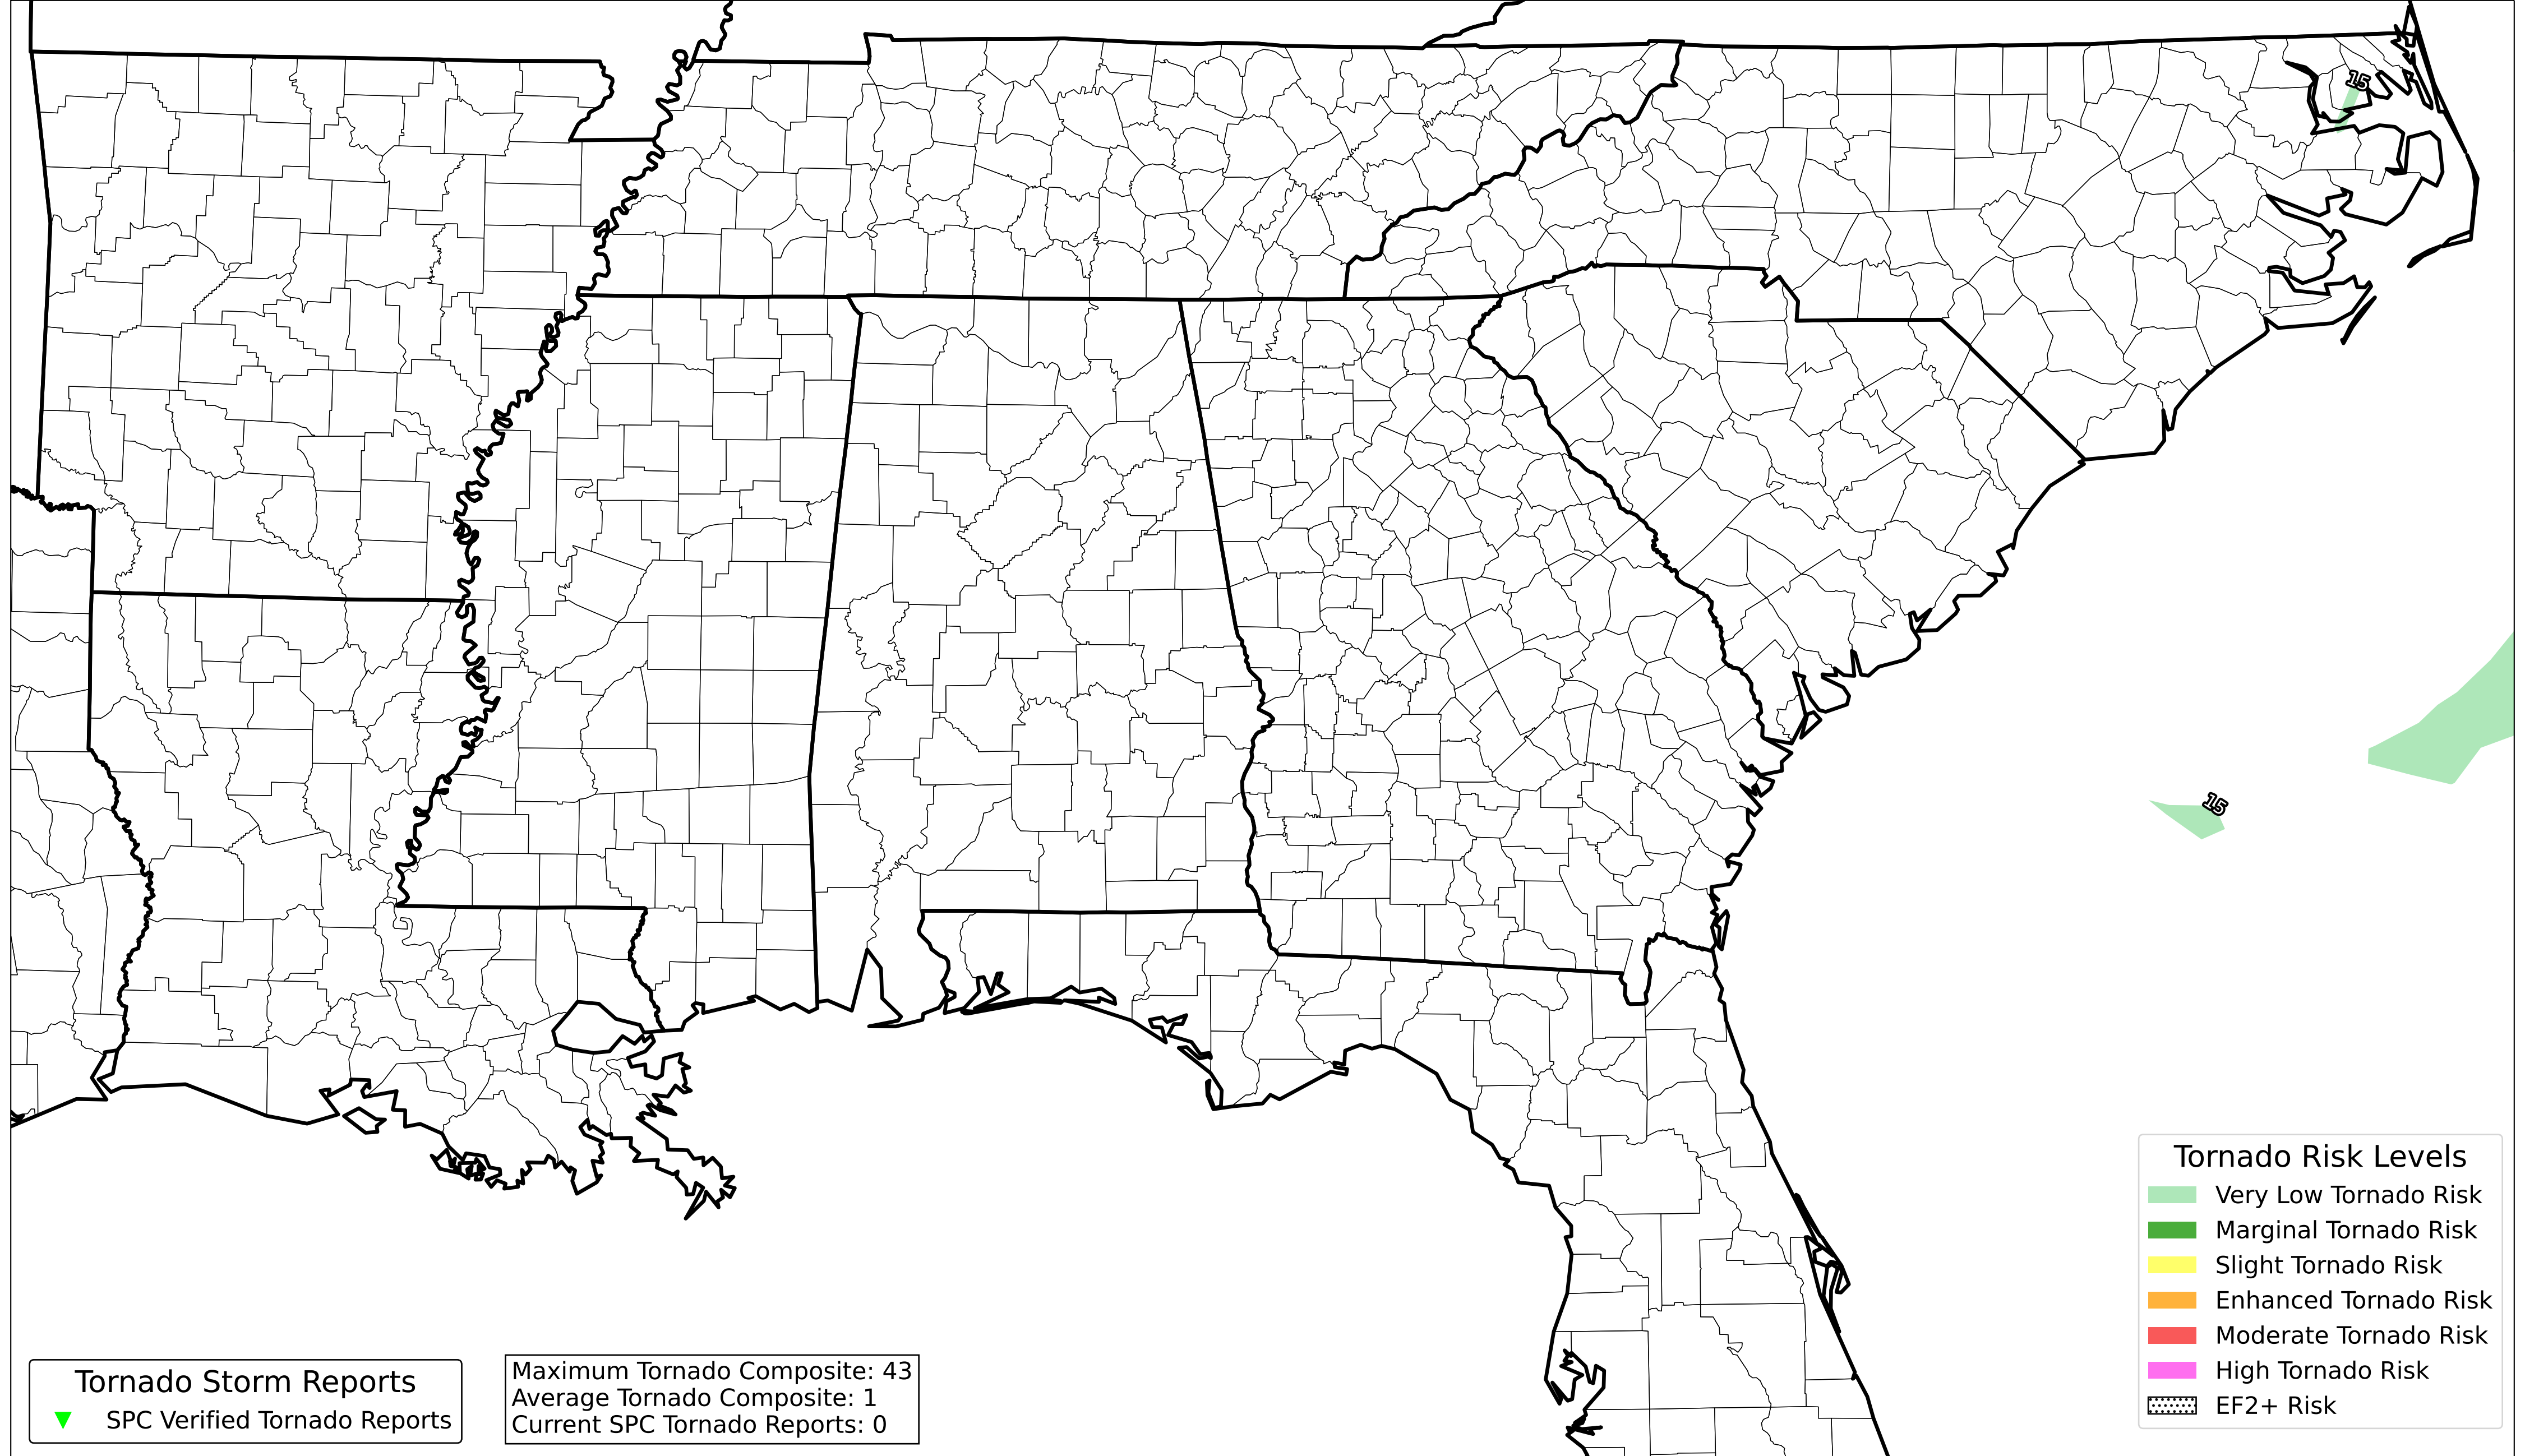 15
15
Tornado Risk Levels
Very Low Tornado Risk
Marginal Tornado Risk
Slight Tornado Risk
Enhanced Tornado Risk
Moderate Tornado Risk
High Tornado Risk
EF2+ Risk
Tornado Storm Reports
SPC Verified Tornado Reports
Maximum Tornado Composite: 43
Average Tornado Composite: 1
Current SPC Tornado Reports: 0